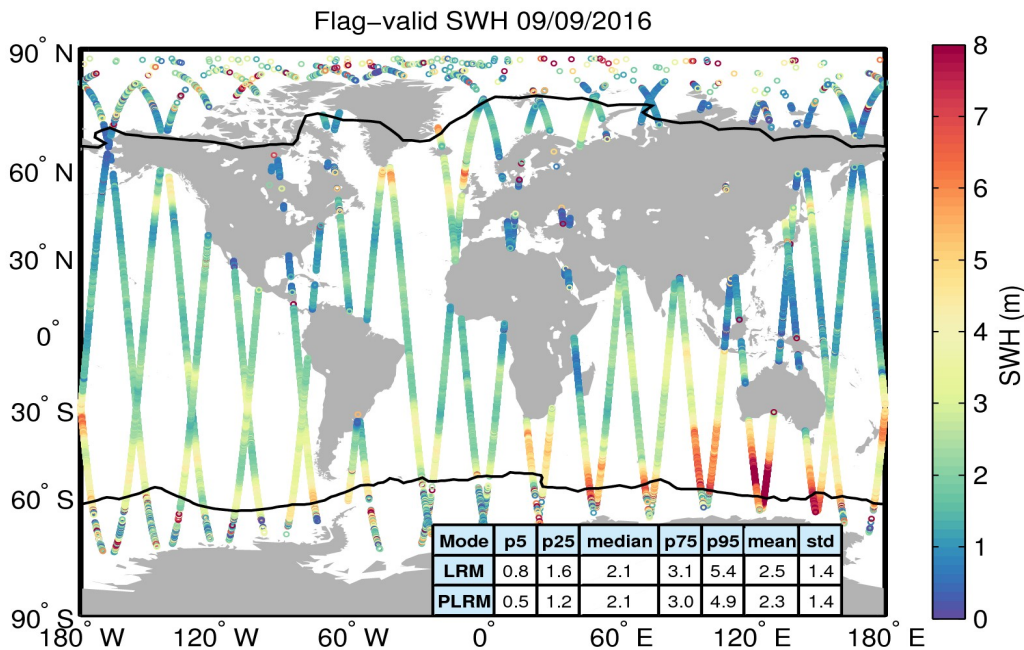 Flag−valid SWH 09/09/2016
90° N
60° N
30° N
0°
30° S
60° S
90° S
180° W
120° W
60° W
0°
60° E
120° E
180° E
Mode p5 p25 median p75 p95 mean std
LRM 0.8 1.6 2.1 3.1 5.4 2.5 1.4
PLRM 0.5 1.2 2.1 3.0 4.9 2.3 1.4
8
7
6
5
4
3
2
1
0
SWH (m)